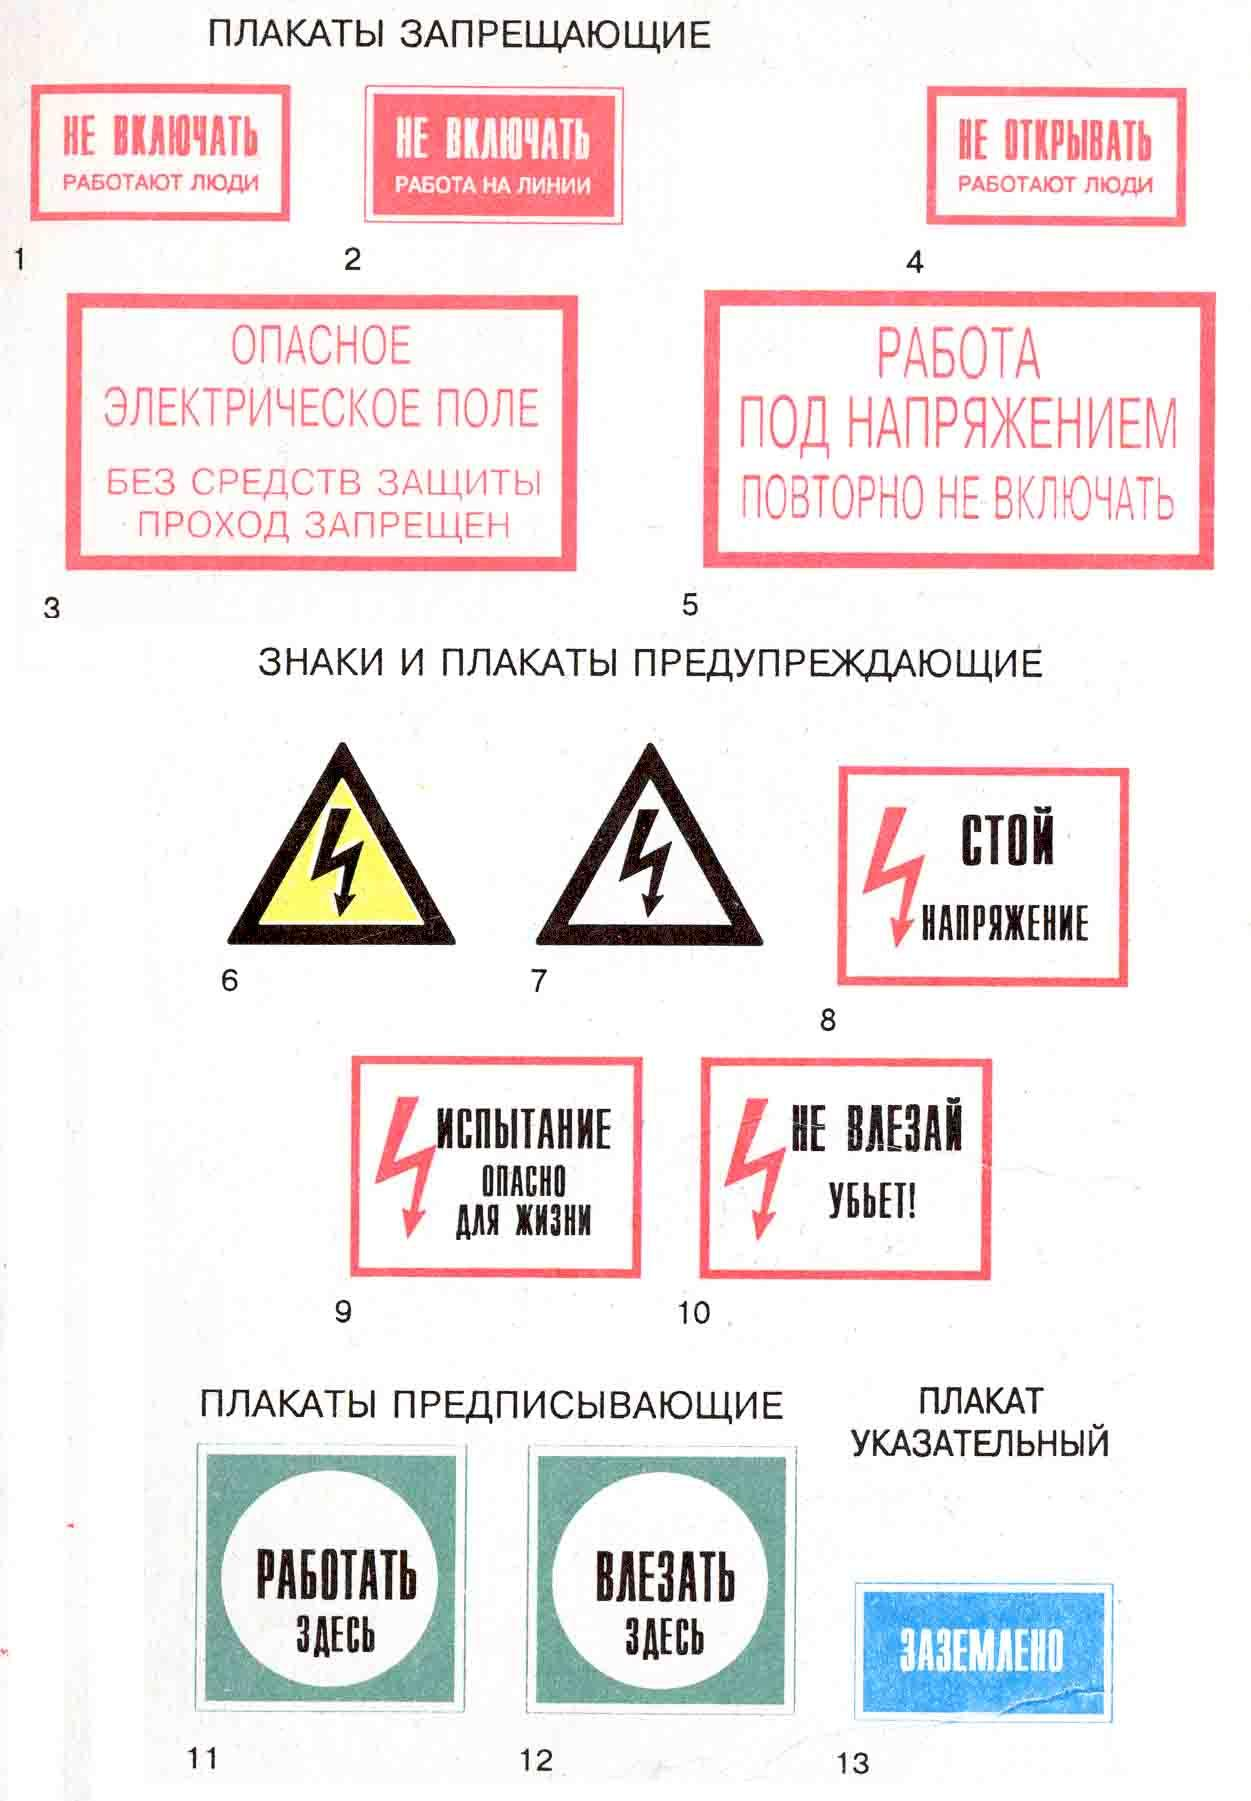 ПЛАКАТЫ ЗАПРЕЩАЮЩИЕ
НЕ ВКЛЮЧАТЬ
РАБОТАЮТ ЛЮДИ
1
НЕ ВКЛЮЧАТЬ
РАБОТА НА ЛИНИИ
2
НЕ ОТКРЫВАТЬ
РАБОТАЮТ ЛЮДИ
4
ОПАСНОЕ
ЭЛЕКТРИЧЕСКОЕ ПОЛЕ
БЕЗ СРЕДСТВ ЗАЩИТЫ
ПРОХОД ЗАПРЕЩЕН
3
РАБОТА
ПОД НАПРЯЖЕНИЕМ
ПОВТОРНО НЕ ВКЛЮЧАТЬ
5
ЗНАКИ И ПЛАКАТЫ ПРЕДУПРЕЖДАЮЩИЕ
6
7
СТОЙ
НАПРЯЖЕНИЕ
8
ИСПЫТАНИЕ
ОПАСНО
ДЛЯ ЖИЗНИ
9
НЕ ВЛЕЗАЙ
УБЬЕТ!
10
ПЛАКАТЫ ПРЕДПИСЫВАЮЩИЕ
РАБОТАТЬ
ЗДЕСЬ
11
ВЛЕЗАТЬ
ЗДЕСЬ
12
ПЛАКАТ
УКАЗАТЕЛЬНЫЙ
ЗАЗЕМЛЕНО
13